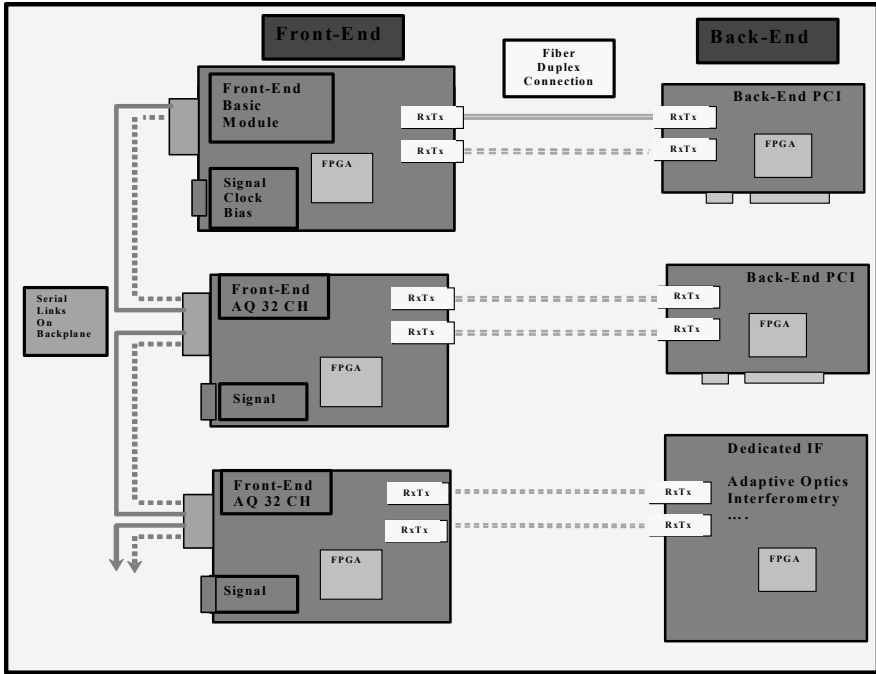 Front-End
Back-End
Fiber
Duplex
Connection
Front-End
Basic
Module
RxTx
RxTx
FPGA
Signal
Clock
Bias
RxTx
RxTx
Back-End PCI
FPGA
Serial
Links
On
Backplane
Front-End
AQ 32 CH
RxTx
RxTx
FPGA
Signal
RxTx
RxTx
Back-End PCI
FPGA
Front-End
AQ 32 CH
RxTx
RxTx
FPGA
Signal
Dedicated IF
RxTx
RxTx
Adaptive Optics
Interferometry
....
FPGA